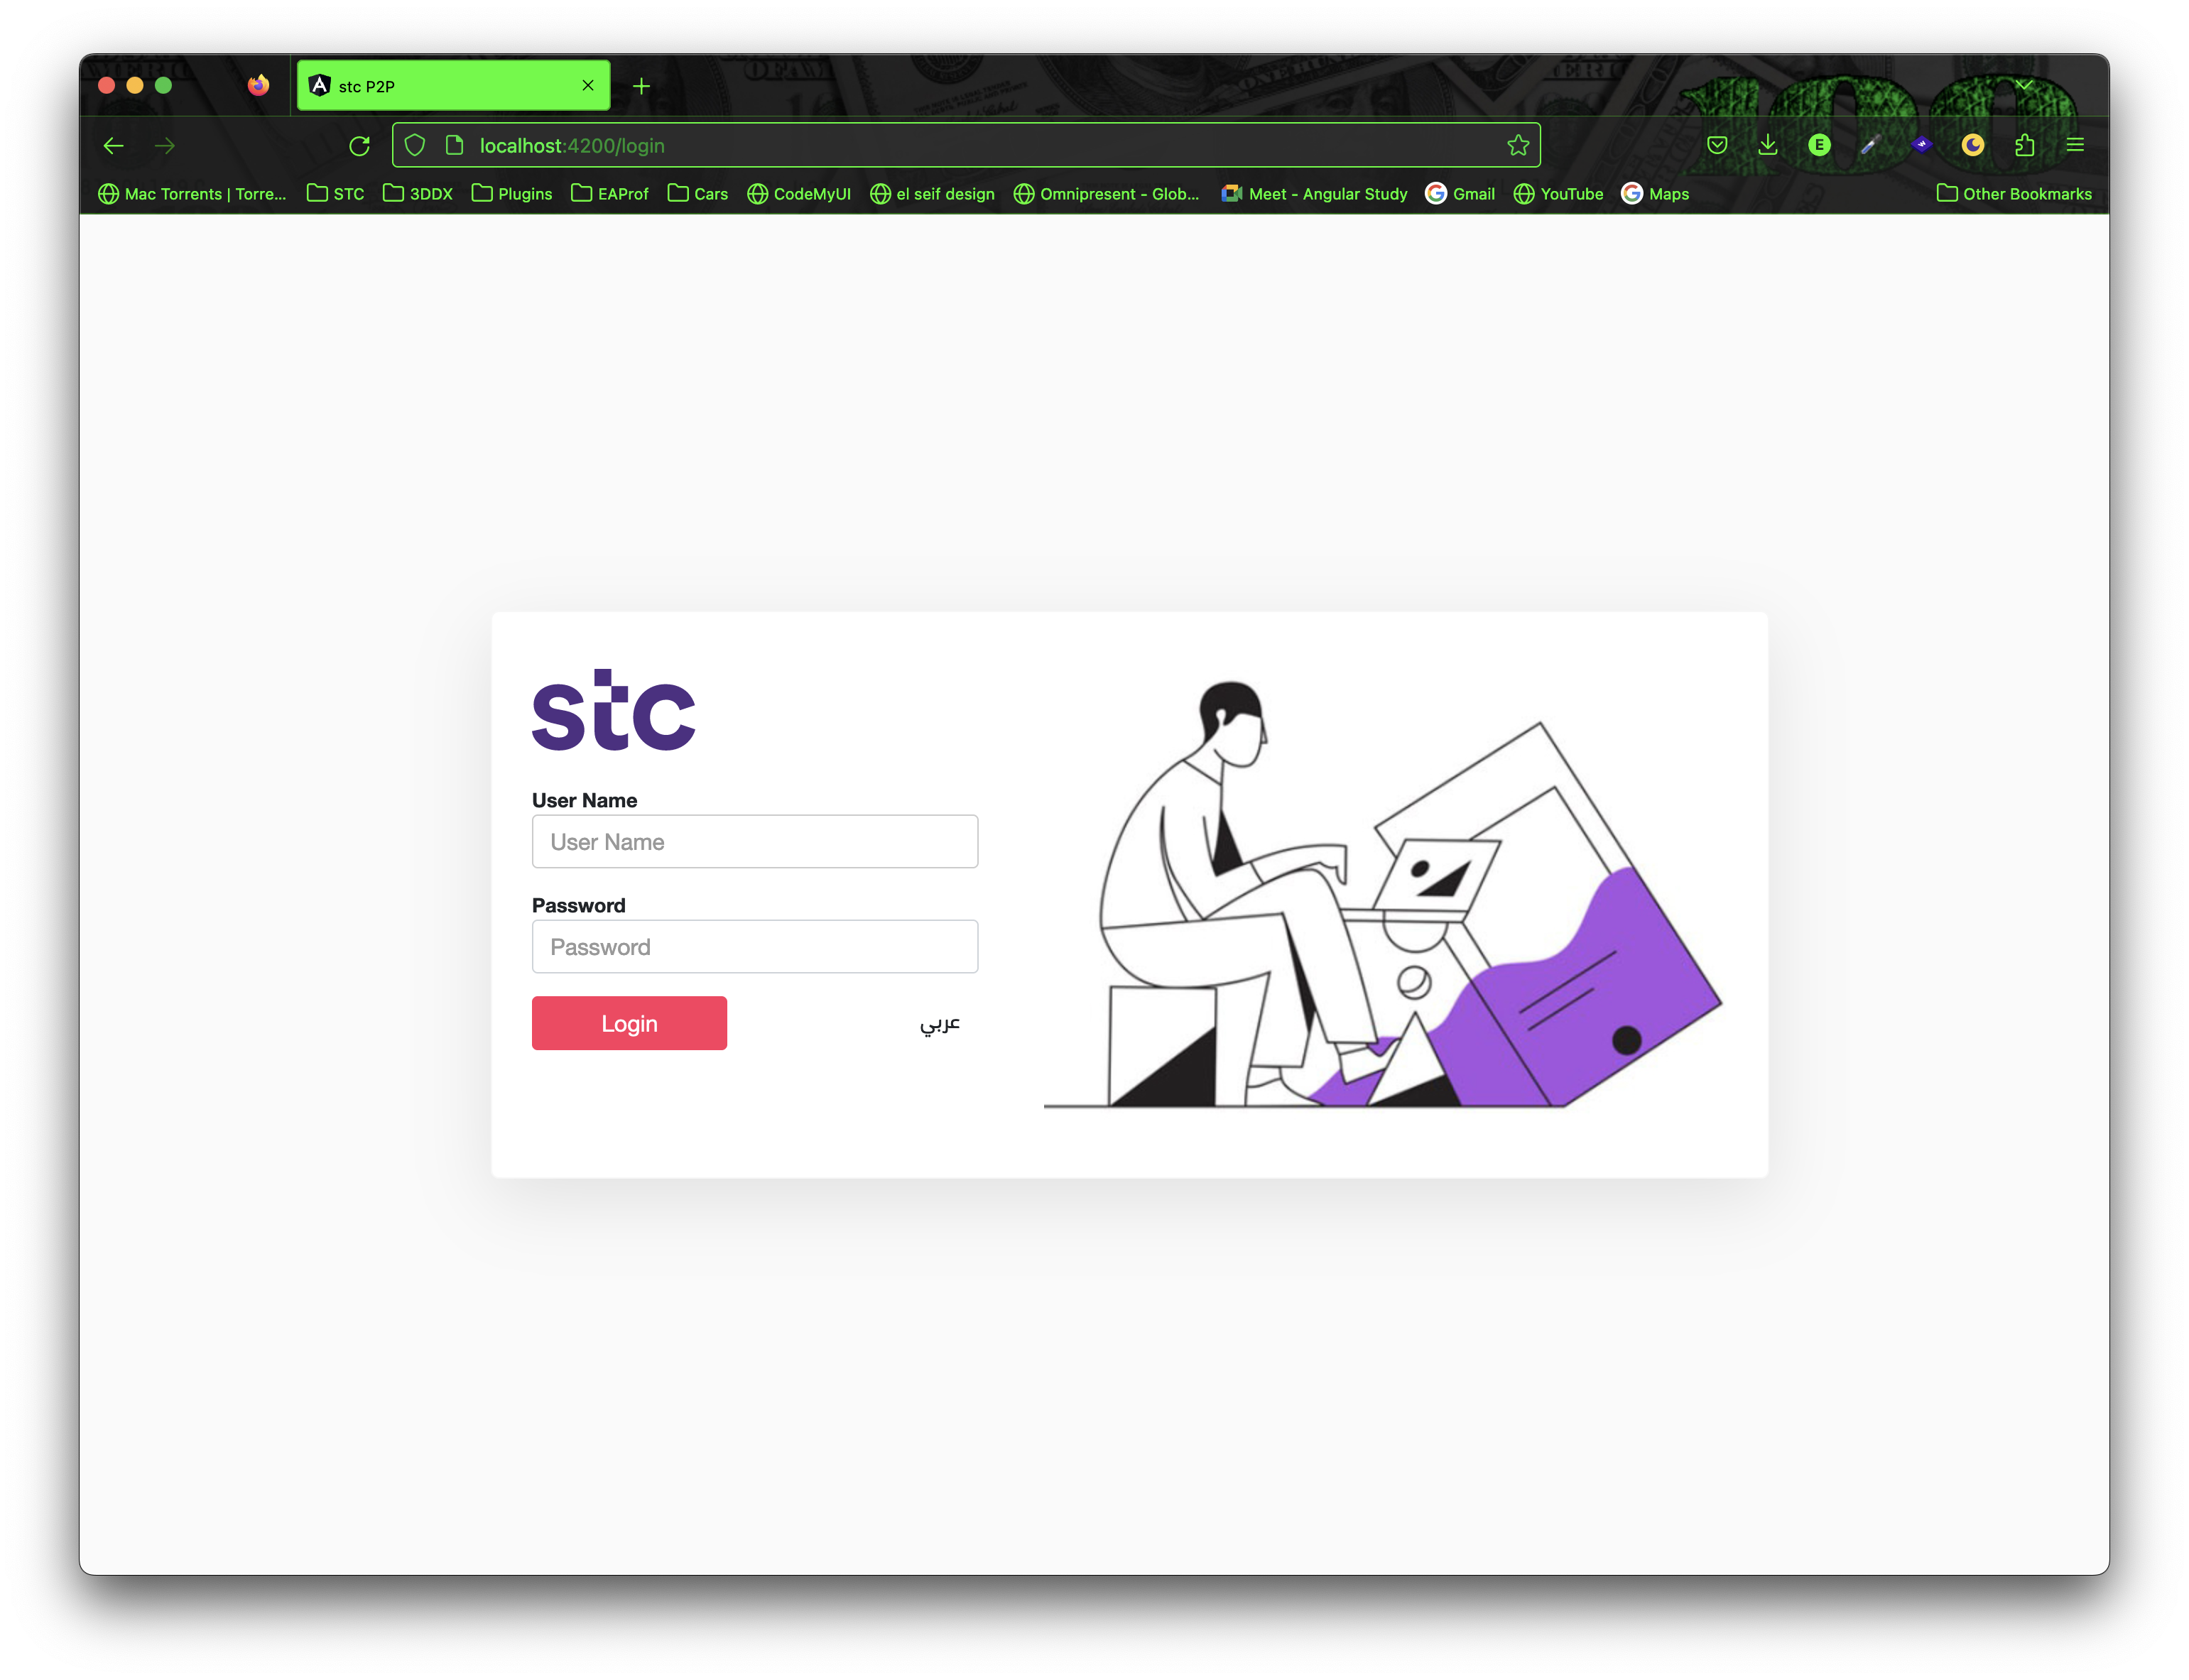 stc P2P
100
localhost:4200/login
E
Mac Torrents | Torre...
STC
3DDX
Plugins
EAProf
Cars
CodeMyUI
el seif design
Omnipresent - Glob...
Meet - Angular Study
Gmail
YouTube
Maps
Other Bookmarks
stc
User Name
User Name
Password
Password
Login
عربي